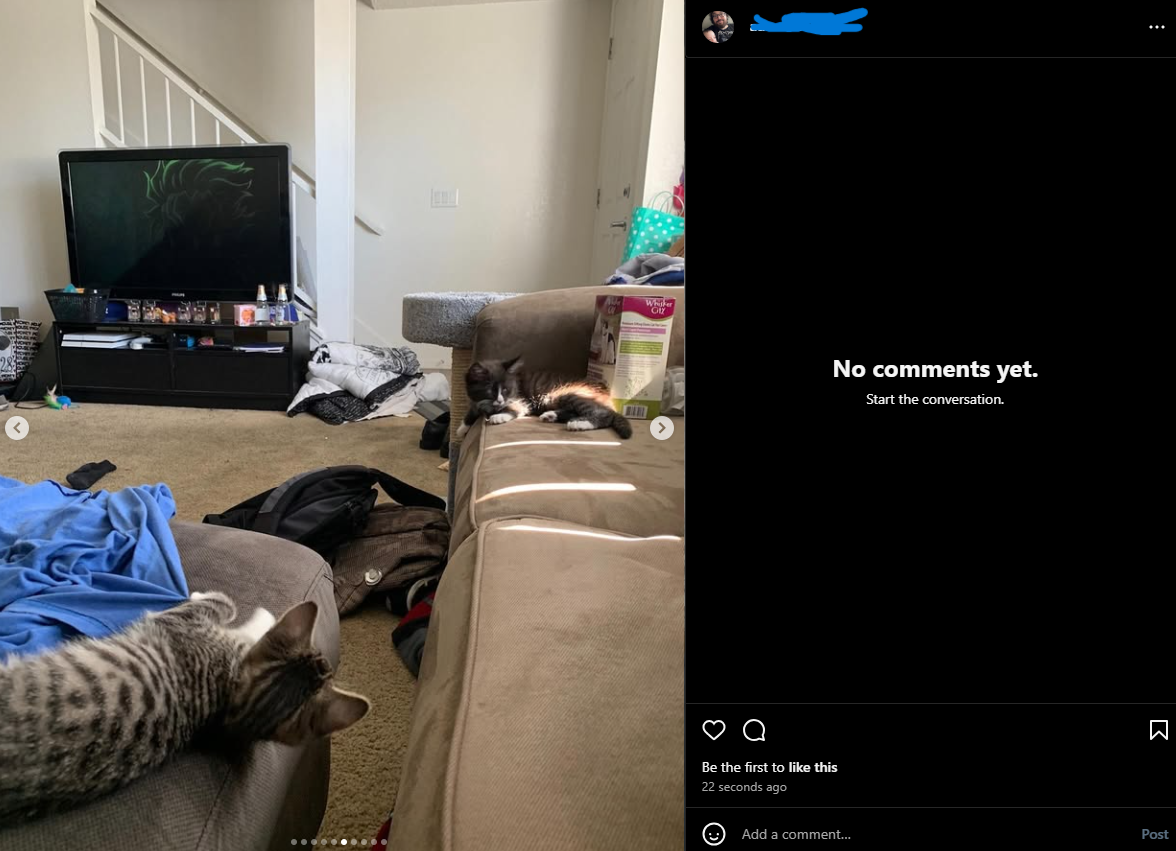 PHILIPS
Whisker
City
No comments yet.
Start the conversation.
Be the first to like this
22 seconds ago
Add a comment...
Post